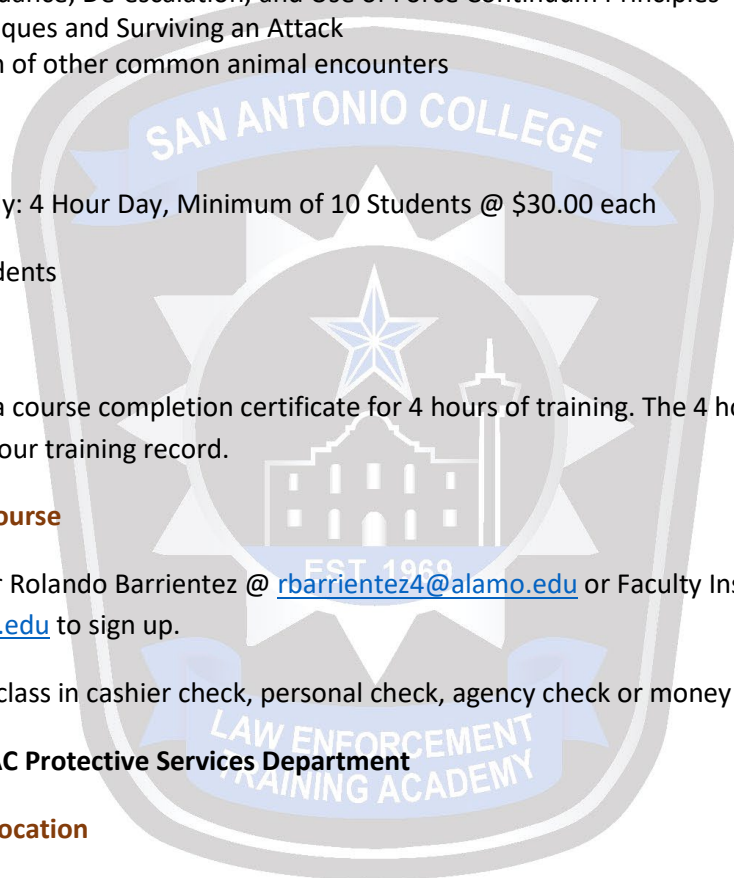 De-escalation, and Use of Force Continuum Principles
iques and Surviving an Attack
n of other common animal encounters
SAN ANTONIO COLLEGE
y: 4 Hour Day, Minimum of 10 Students @ $30.00 each
dents
a course completion certificate for 4 hours of training. The 4 ho
our training record.
ourse
r Rolando Barrientez @ rbarrientez4@alamo.edu or Faculty Ins
.edu to sign up.
EST. 1969
class in cashier check, personal check, agency check or money
LAW ENFORCEMENT
TRAINING ACADEMY
AC Protective Services Department
ocation